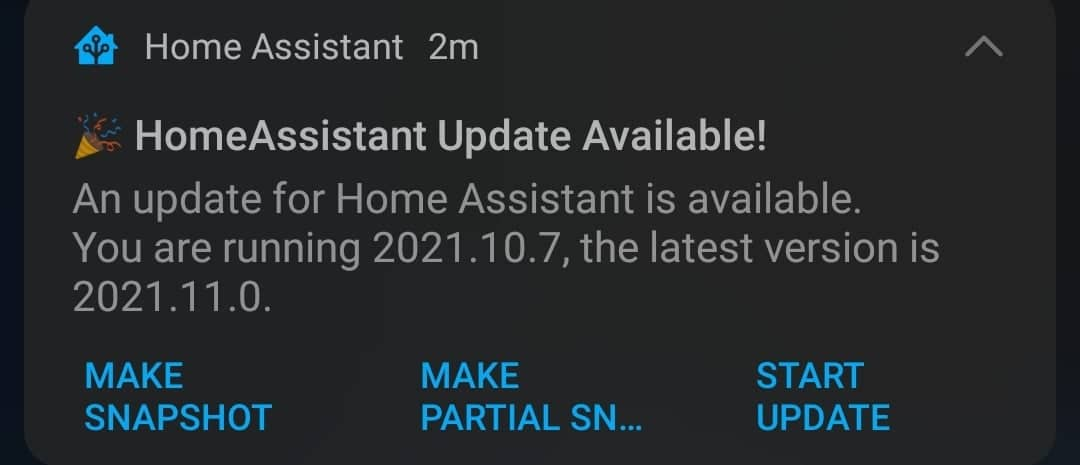 Home Assistant 2m
🎉 HomeAssistant Update Available!
An update for Home Assistant is available.
You are running 2021.10.7, the latest version is
2021.11.0.
MAKE
SNAPSHOT
MAKE
PARTIAL SN...
START
UPDATE